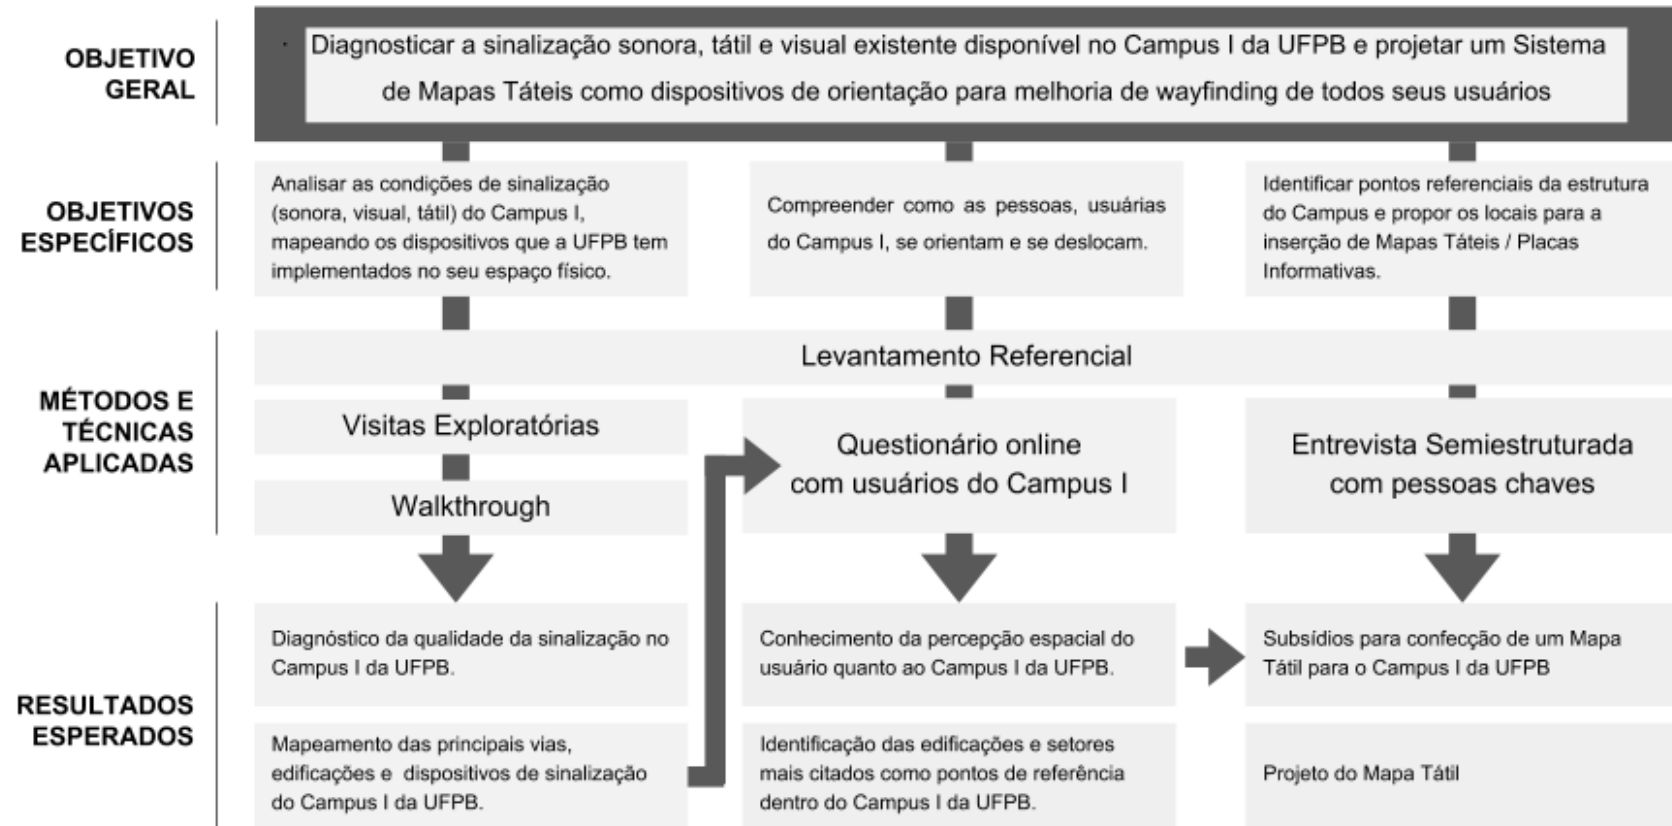 OBJETIVO
GERAL
Diagnosticar a sinalização sonora, tátil e visual existente disponível no Campus I da UFPB e projetar um Sistema
de Mapas Táteis como dispositivos de orientação para melhoria de wayfinding de todos seus usuários
OBJETIVOS
ESPECÍFICOS
Analisar as condições de sinalização
(sonora, visual, tátil) do Campus I,
mapeando os dispositivos que a UFPB tem
implementados no seu espaço físico.
Compreender como as pessoas, usuárias
do Campus I, se orientam e se deslocam.
Identificar pontos referenciais da estrutura
do Campus e propor os locais para a
inserção de Mapas Táteis / Placas
Informativas.
MÉTODOS E
TÉCNICAS
APLICADAS
Levantamento Referencial
Visitas Exploratórias
Walkthrough
Questionário online
com usuários do Campus I
Entrevista Semiestruturada
com pessoas chaves
RESULTADOS
ESPERADOS
Diagnóstico da qualidade da sinalização no
Campus I da UFPB.
Conhecimento da percepção espacial do
usuário quanto ao Campus I da UFPB.
Subsídios para confecção de um Mapa
Tátil para o Campus I da UFPB
Mapeamento das principais vias,
edificações e dispositivos de sinalização
do Campus I da UFPB.
Identificação das edificações e setores
mais citados como pontos de referência
dentro do Campus I da UFPB.
Projeto do Mapa Tátil